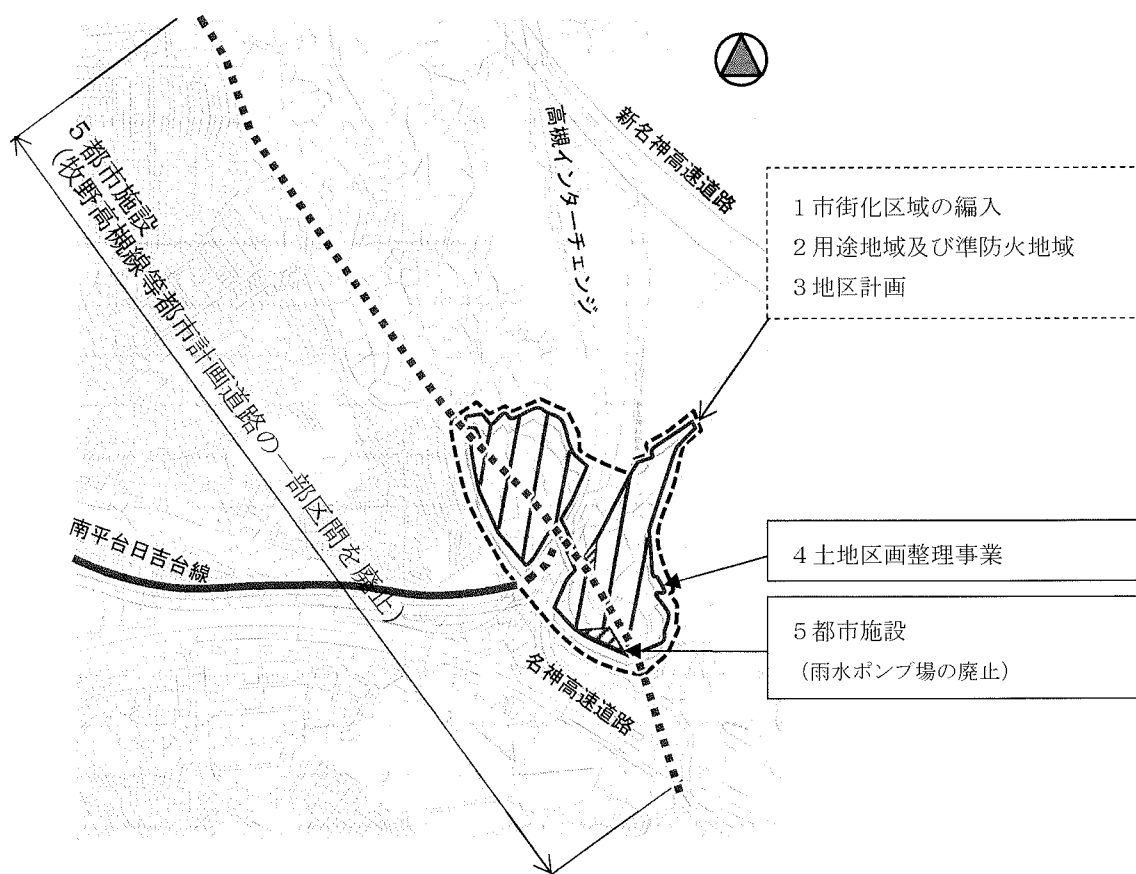 新名神高速道路
高槻インターチェンジ
1 市街化区域の編入
2 用途地域及び準防火地域
3 地区計画
5 都市施設
(牧野高槻線等都市計画道路の一部区間を廃止)
南平台日吉台線
4 土地区画整理事業
5 都市施設
(雨水ポンプ場の廃止)
名神高速道路